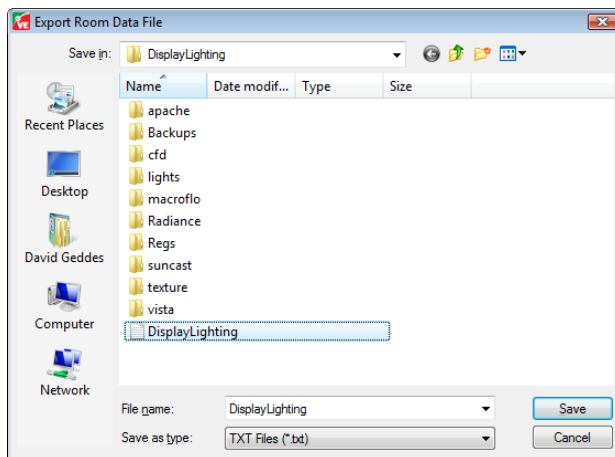 VE Export Room Data File
Save in: DisplayLighting
Name Date modif... Type Size
Recent Places
Desktop
David Geddes
Computer
Network
apache
Backups
cfd
lights
macroflo
Radiance
Regs
suncast
texture
vista
DisplayLighting
File name: DisplayLighting Save
Save as type: TXT Files (*.txt) Cancel